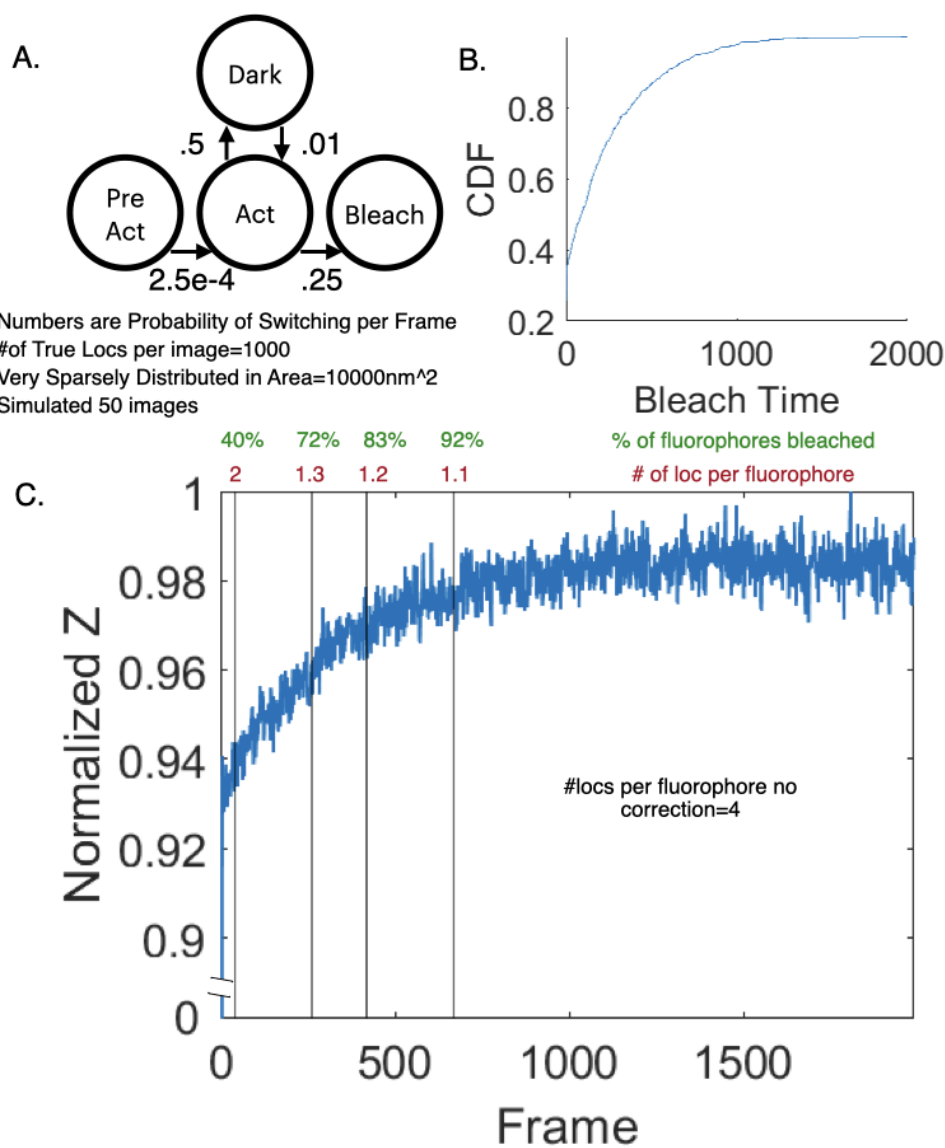 A.
Dark
.5
.01
Pre
Act
Act
Bleach
2.5e-4
.25
Numbers are Probability of Switching per Frame
#of True Locs per image=1000
Very Sparsely Distributed in Area=10000nm^2
Simulated 50 images
B.
CDF
0.8
0.6
0.4
0.2
0
1000
2000
Bleach Time
40%
72%
83%
92%
% of fluorophores bleached
2
1.3
1.2
1.1
# of loc per fluorophore
C.
Normalized Z
1
0.98
0.96
0.94
0.92
0.9
0
#locs per fluorophore no
correction=4
0
500
1000
1500
Frame